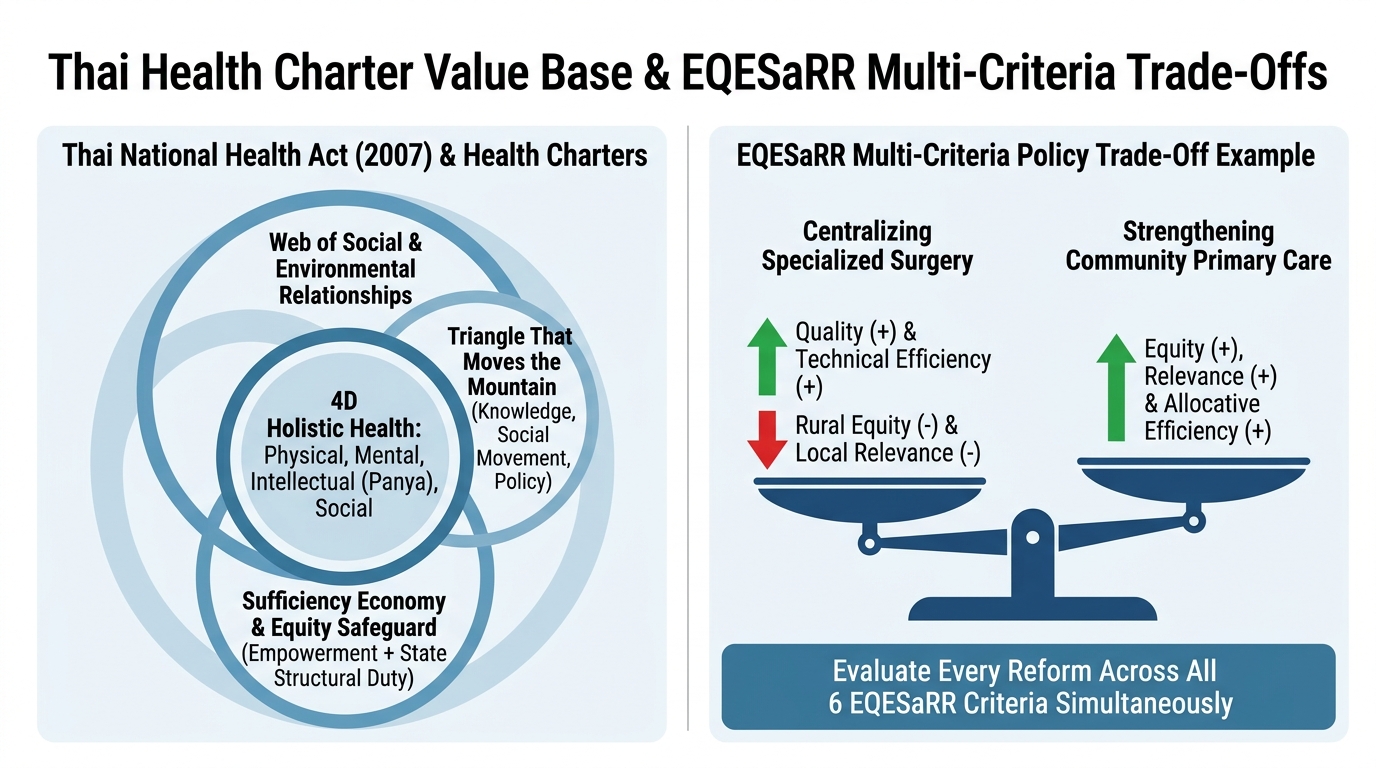 Thai Health Charter Value Base & EQESaRR Multi-Criteria Trade-Offs
Thai National Health Act (2007) & Health Charters
Web of Social &
Environmental
Relationships
Triangle That
Moves the
Mountain
(Knowledge,
Social
Movement,
Policy)
4D
Holistic Health:
Physical, Mental,
Intellectual (Panya),
Social
Sufficiency Economy
& Equity Safeguard
(Empowerment + State
Structural Duty)
EQESaRR Multi-Criteria Policy Trade-Off Example
Centralizing
Specialized Surgery
Quality (+) &
Technical Efficiency
(+)
Rural Equity (-) &
Local Relevance (-)
Strengthening
Community Primary Care
Equity (+),
Relevance (+)
& Allocative
Efficiency (+)
Evaluate Every Reform Across All
6 EQESaRR Criteria Simultaneously